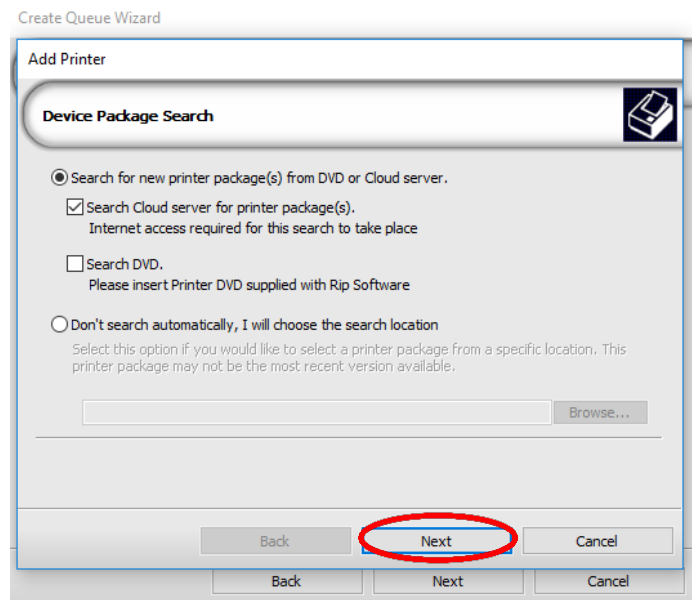 Create Queue Wizard
Add Printer
Device Package Search
Search for new printer package(s) from DVD or Cloud server.
Search Cloud server for printer package(s).
Internet access required for this search to take place
Search DVD.
Please insert Printer DVD supplied with Rip Software
Don't search automatically, I will choose the search location
Select this option if you would like to select a printer package from a specific location. This
printer package may not be the most recent version available.
Browse...
Back Next Cancel
Back Next Cancel